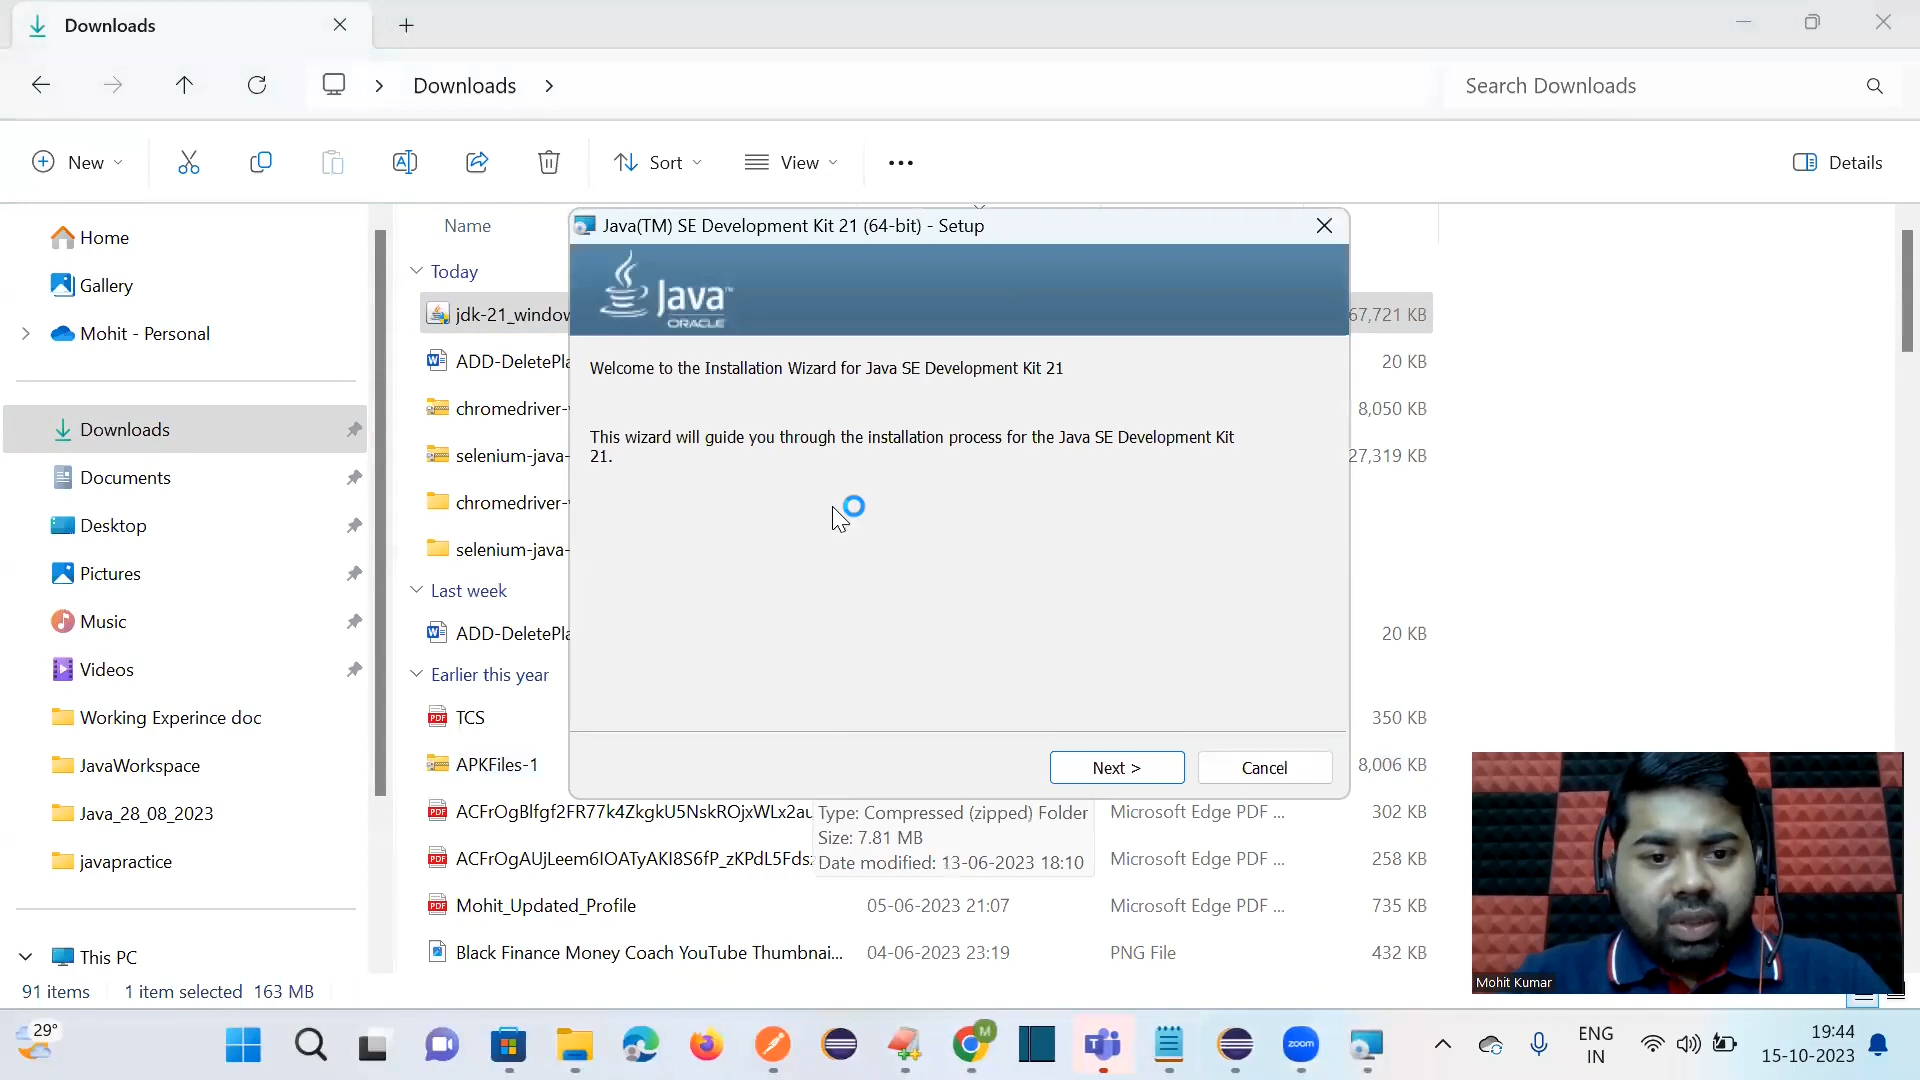 Downloads
Downloads
Search Downloads
New
Sort
View
Details
Home
Gallery
Mohit - Personal
Downloads
Documents
Desktop
Pictures
Music
Videos
Working Experince doc
JavaWorkspace
Java_28_08_2023
javapractice
This PC
Name
Today
jdk-21_window
67,721 KB
ADD-DeletePla
20 KB
chromedriver-
8,050 KB
selenium-java-
27,319 KB
chromedriver-
selenium-java-
Last week
ADD-DeletePla
20 KB
Earlier this year
TCS
350 KB
APKFiles-1
8,006 KB
Microsoft Edge PDF ...
302 KB
Microsoft Edge PDF ...
258 KB
Mohit_Updated_Profile
05-06-2023 21:07
Microsoft Edge PDF ...
735 KB
Black Finance Money Coach YouTube Thumbnai...
04-06-2023 23:19
PNG File
432 KB
Java(TM) SE Development Kit 21 (64-bit) - Setup
Java™
ORACLE
Welcome to the Installation Wizard for Java SE Development Kit 21
This wizard will guide you through the installation process for the Java SE Development Kit
21.
Next >
Cancel
Type: Compressed (zipped) Folder
Size: 7.81 MB
Date modified: 13-06-2023 18:10
Mohit Kumar
91 items
1 item selected 163 MB
29°
M
T
zoom
ENG
IN
19:44
15-10-2023